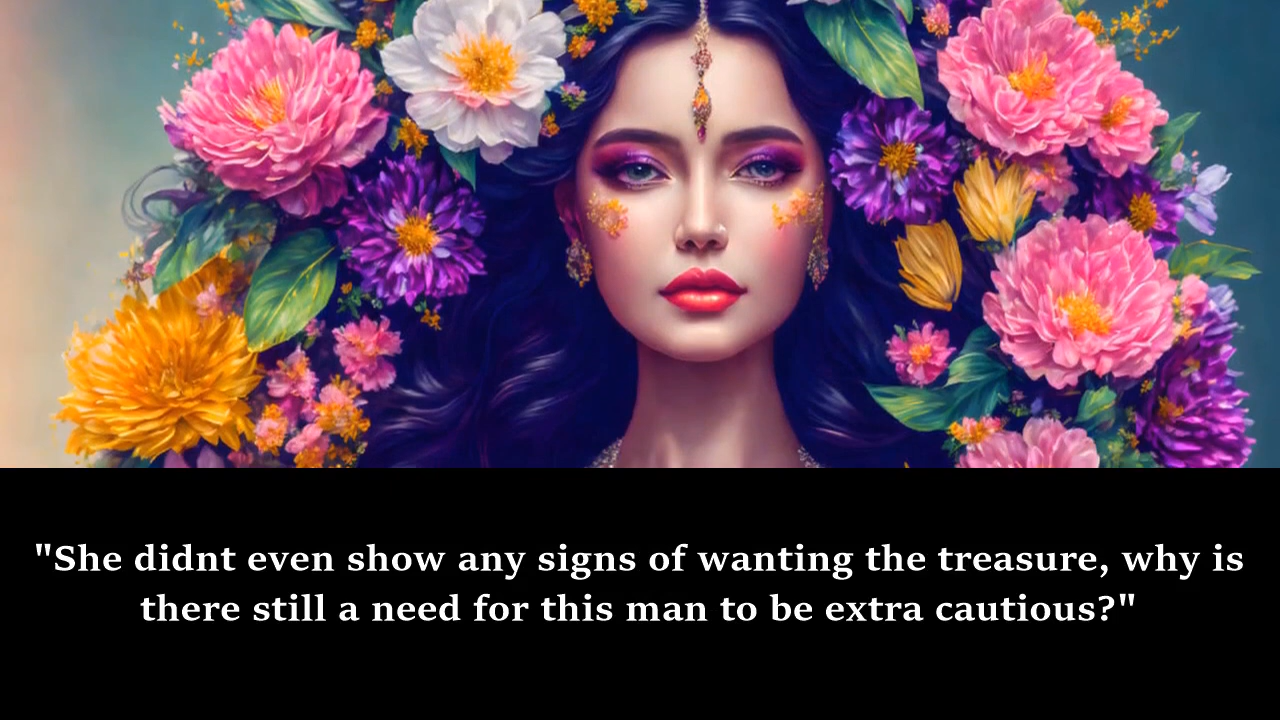 "She didnt even show any signs of wanting the treasure, why is
there still a need for this man to be extra cautious?"